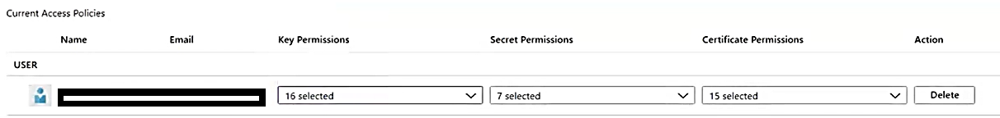 Current Access Policies
Name Email Key Permissions Secret Permissions Certificate Permissions Action
USER
16 selected 7 selected 15 selected Delete